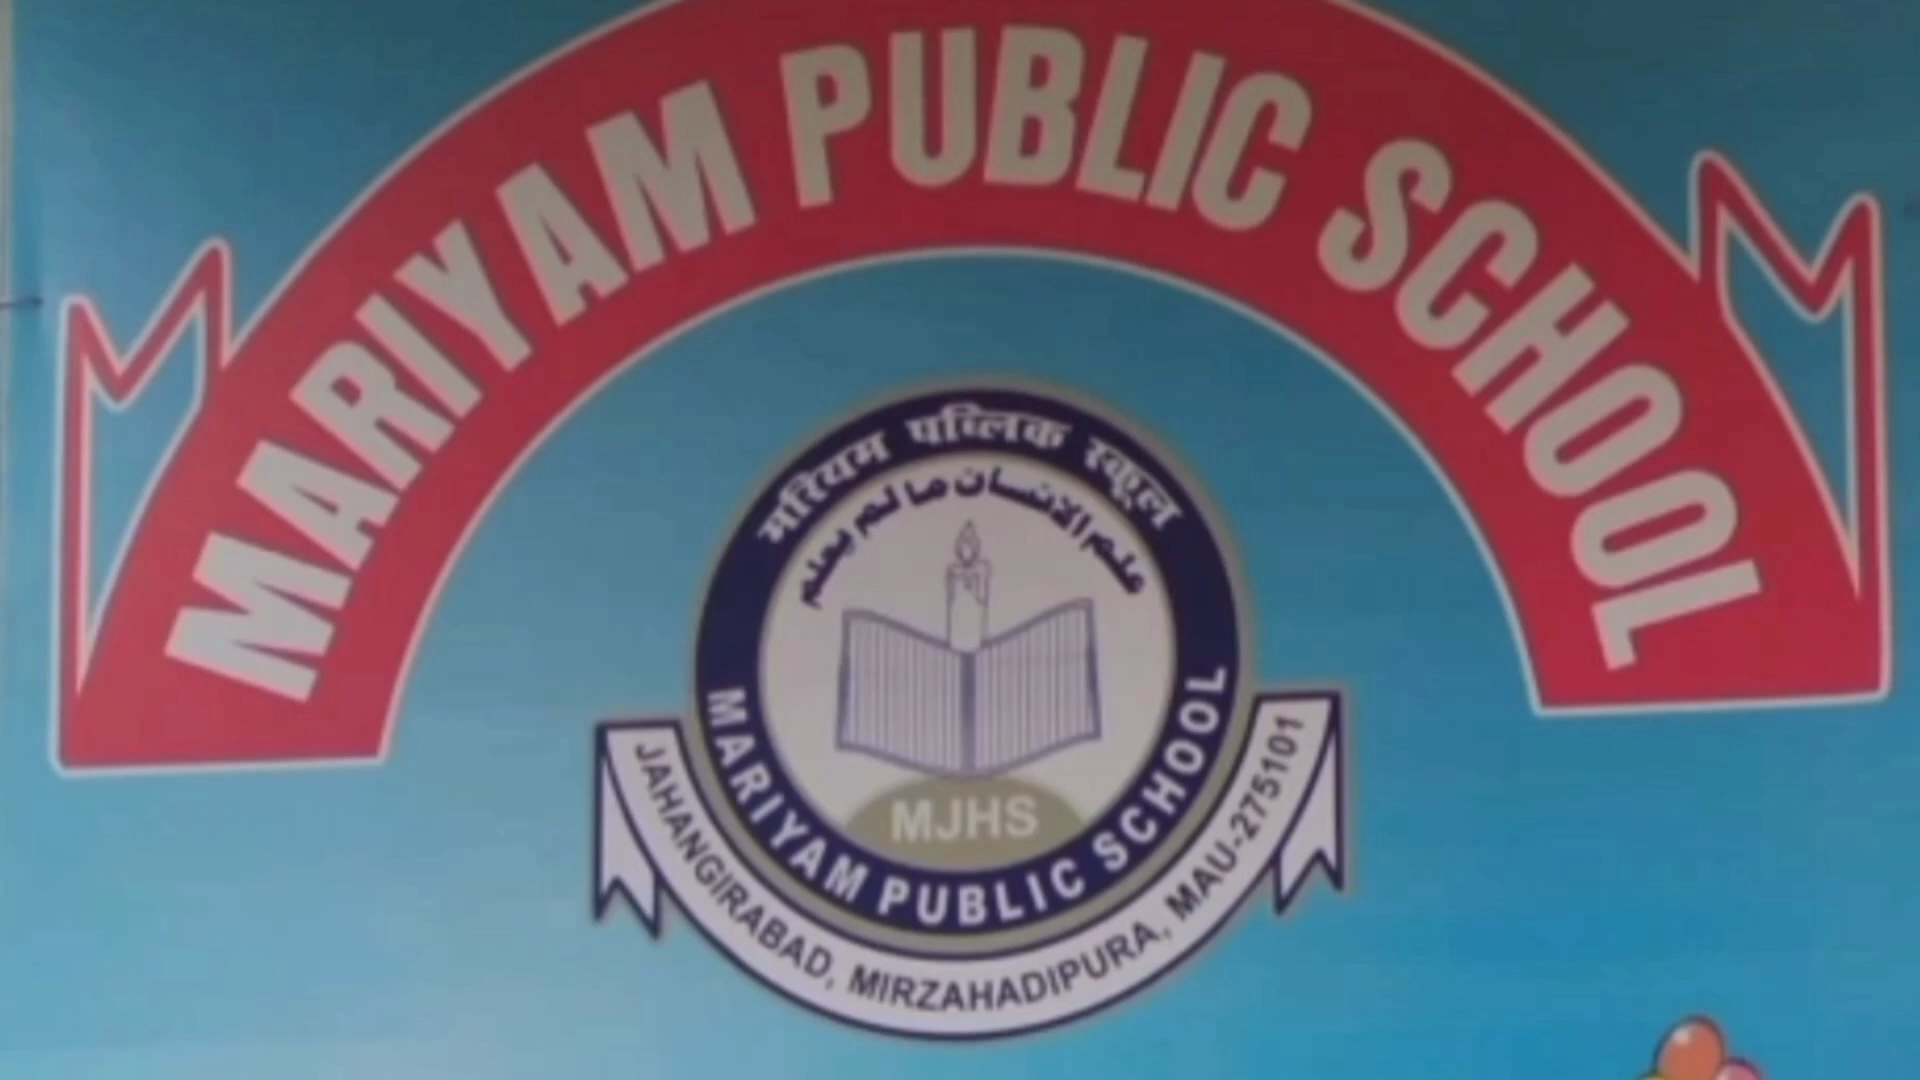 MARIYAM PUBLIC SCHOOL
मरियम पब्लिक स्कूल
علم الانسان ما لم يعلم
MJHS
MARIYAM PUBLIC SCHOOL
JAHANGIRABAD, MIRZAHADIPURA, MAU-275101